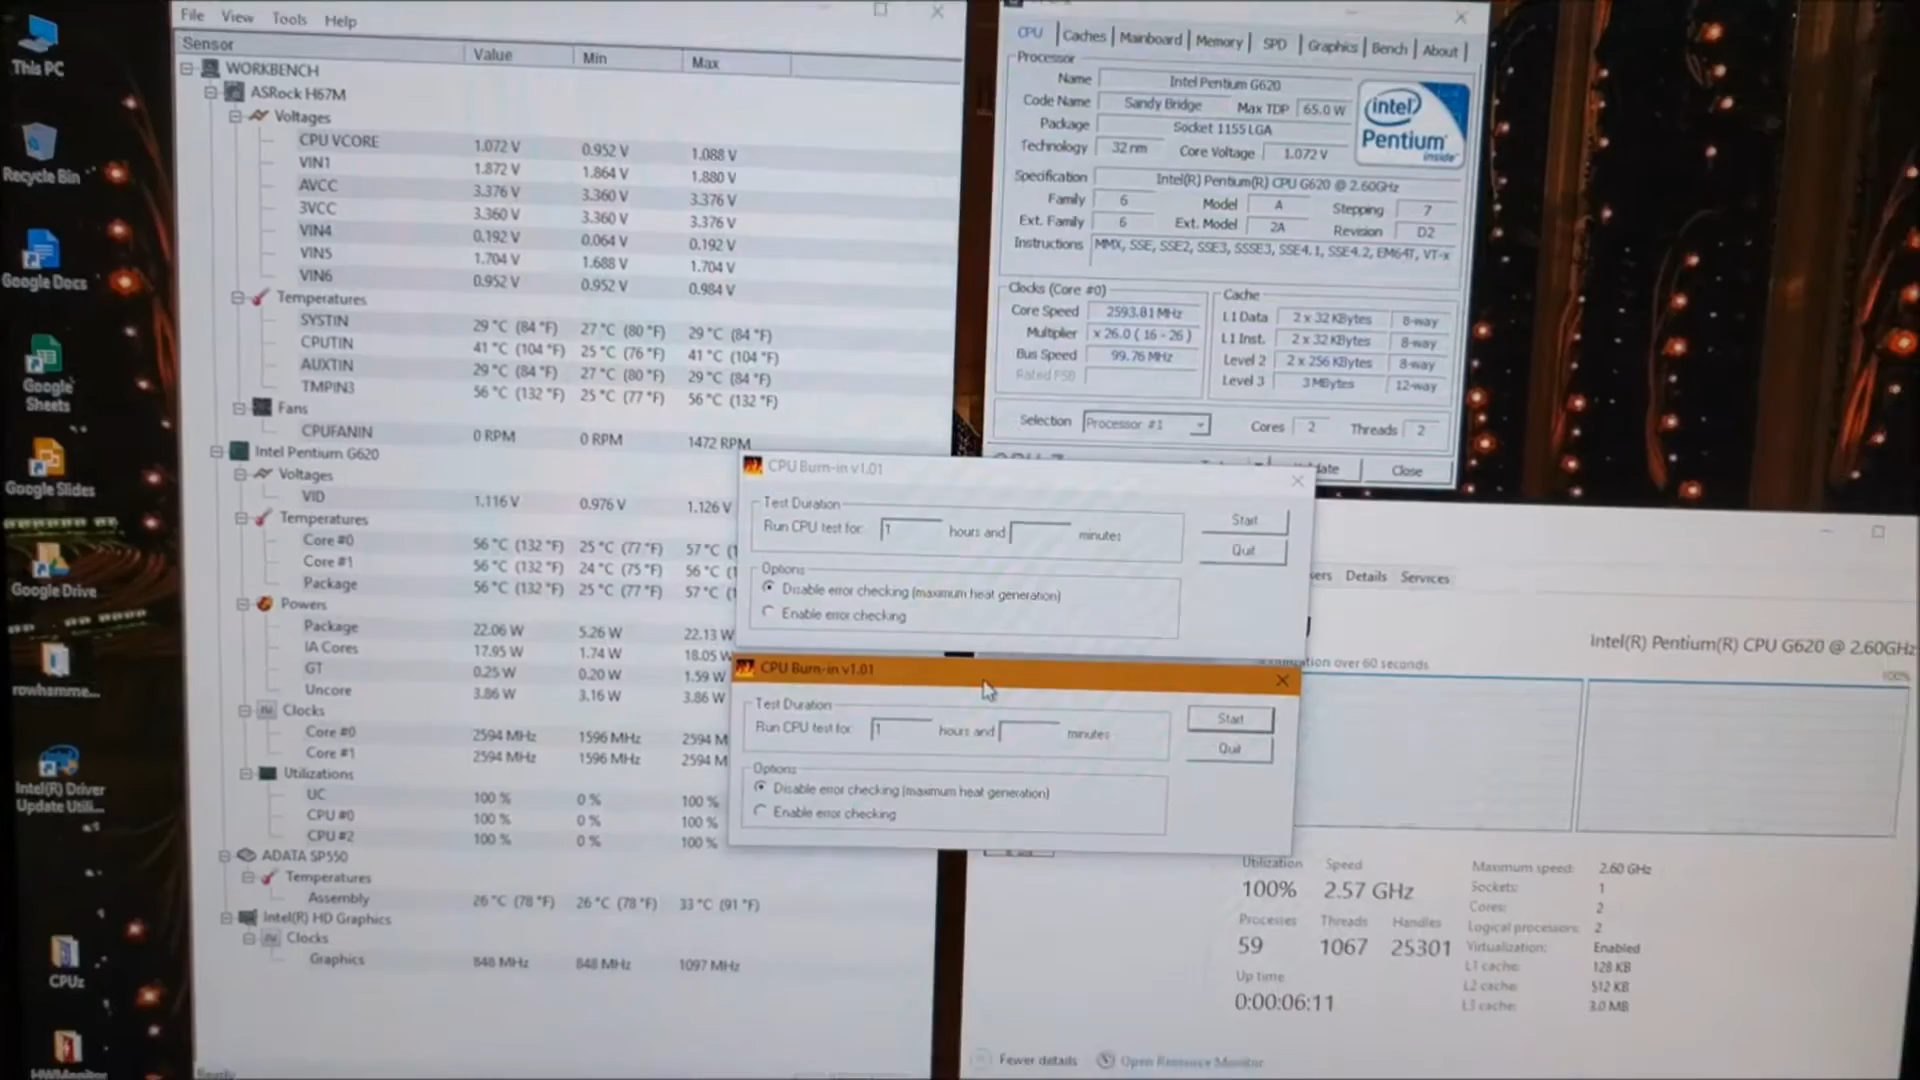 This PC
Recycle Bin
Google Docs
Google Sheets
Google Slides
Google Drive
rowhamme...
Intel(R) Driver Update Utili...
CPUz
HWMonitor
File View Tools Help
Sensor Value Min Max
WORKBENCH
ASRock H67M
Voltages
CPU VCORE 1.072 V 0.952 V 1.088 V
VIN1 1.872 V 1.864 V 1.880 V
AVCC 3.376 V 3.360 V 3.376 V
3VCC 3.360 V 3.360 V 3.376 V
VIN4 0.192 V 0.064 V 0.192 V
VIN5 1.704 V 1.688 V 1.704 V
VIN6 0.952 V 0.952 V 0.984 V
Temperatures
SYSTIN 29 °C (84 °F) 27 °C (80 °F) 29 °C (84 °F)
CPUTIN 41 °C (104 °F) 25 °C (76 °F) 41 °C (104 °F)
AUXTIN 29 °C (84 °F) 27 °C (80 °F) 29 °C (84 °F)
TMPIN3 56 °C (132 °F) 25 °C (77 °F) 56 °C (132 °F)
Fans
CPUFANIN 0 RPM 0 RPM 1472 RPM
Intel Pentium G620
Voltages
VID 1.116 V 0.976 V 1.126 V
Temperatures
Core #0 56 °C (132 °F) 25 °C (77 °F) 57 °C (1
Core #1 56 °C (132 °F) 24 °C (75 °F) 56 °C (1
Package 56 °C (132 °F) 25 °C (77 °F) 57 °C (1
Powers
Package 22.06 W 5.26 W 22.13 W
IA Cores 17.95 W 1.74 W 18.05 W
GT 0.25 W 0.20 W 1.59 W
Uncore 3.86 W 3.16 W 3.86 W
Clocks
Core #0 2594 MHz 1596 MHz 2594 M
Core #1 2594 MHz 1596 MHz 2594 M
Utilizations
UC 100 % 0 % 100 %
CPU #0 100 % 0 % 100 %
CPU #2 100 % 0 % 100 %
ADATA SP550
Temperatures
Assembly 26 °C (78 °F) 26 °C (78 °F) 33 °C (91 °F)
Intel(R) HD Graphics
Clocks
Graphics 848 MHz 848 MHz 1097 MHz
Ready
CPU Caches Mainboard Memory SPD Graphics Bench About
Processor
Name Intel Pentium G620
Code Name Sandy Bridge Max TDP 65.0 W
Package Socket 1155 LGA
Technology 32 nm Core Voltage 1.072 V
intel Pentium inside
Specification Intel(R) Pentium(R) CPU G620 @ 2.60GHz
Family 6 Model A Stepping 7
Ext. Family 6 Ext. Model 2A Revision D2
Instructions MMX, SSE, SSE2, SSE3, SSSE3, SSE4.1, SSE4.2, EM64T, VT-x
Clocks (Core #0) Cache
Core Speed 2593.81 MHz L1 Data 2 x 32 KBytes 8-way
Multiplier x 26.0 ( 16 - 26 ) L1 Inst. 2 x 32 KBytes 8-way
Bus Speed 99.76 MHz Level 2 2 x 256 KBytes 8-way
Rated FSB Level 3 3 MBytes 12-way
Selection Processor #1 Cores 2 Threads 2
Close
CPU Burn-in v1.01
Test Duration
Run CPU test for: 1 hours and minutes
Start
Quit
Options
Disable error checking (maximum heat generation)
Enable error checking
CPU Burn-in v1.01
Test Duration
Run CPU test for: 1 hours and minutes
Start
Quit
Options
Disable error checking (maximum heat generation)
Enable error checking
Details Services
Intel(R) Pentium(R) CPU G620 @ 2.60GHz
over 60 seconds 100%
Utilization Speed Maximum speed: 2.60 GHz
100% 2.57 GHz Sockets: 1
Cores: 2
Processes Threads Handles Logical processors: 2
59 1067 25301 Virtualization: Enabled
L1 cache: 128 KB
Up time L2 cache: 512 KB
0:00:06:11 L3 cache: 3.0 MB
Fewer details Open Resource Monitor